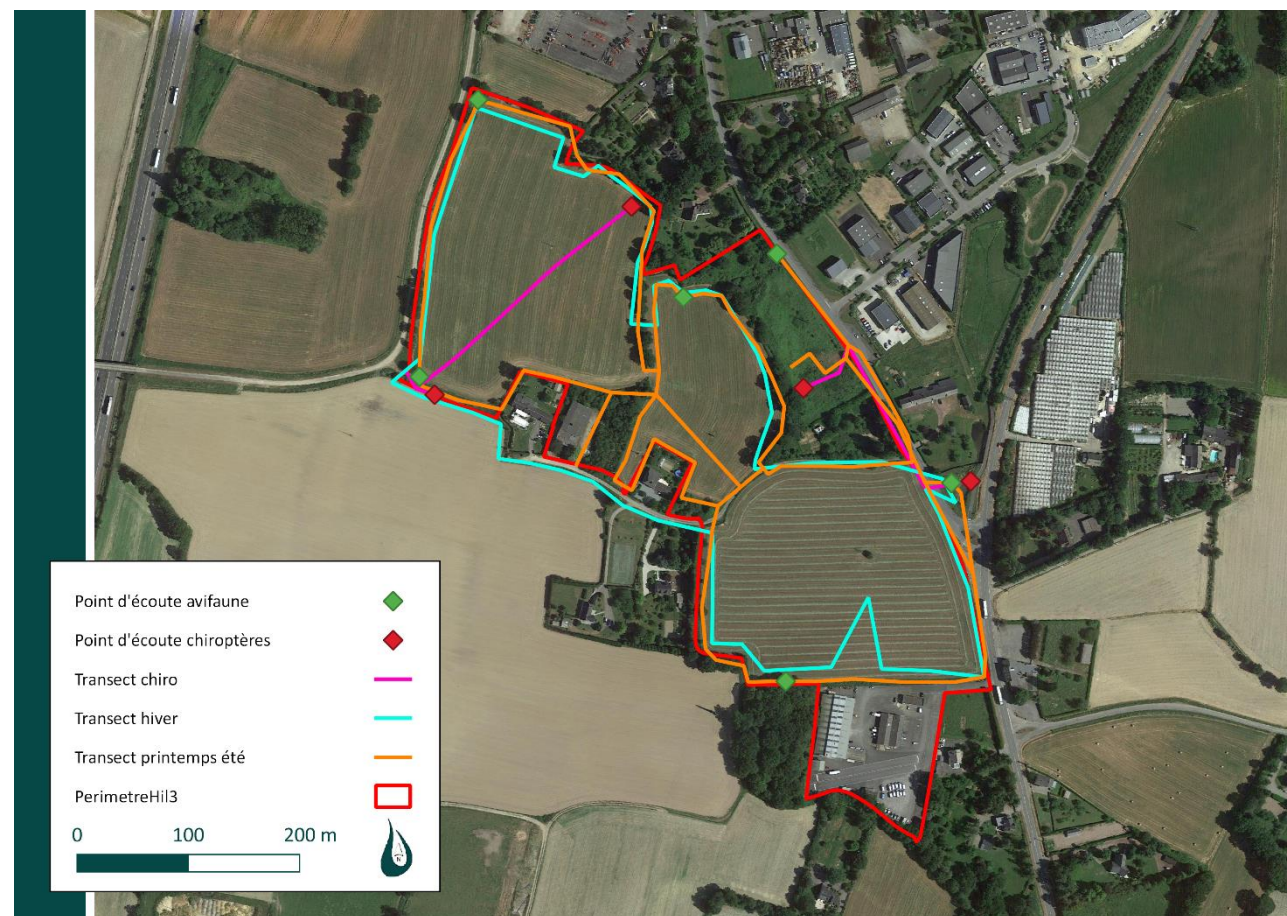 Point d'écoute avifaune
Point d'écoute chiroptères
Transect chiro
Transect hiver
Transect printemps été
PerimetreHil3
0 100 200 m
N